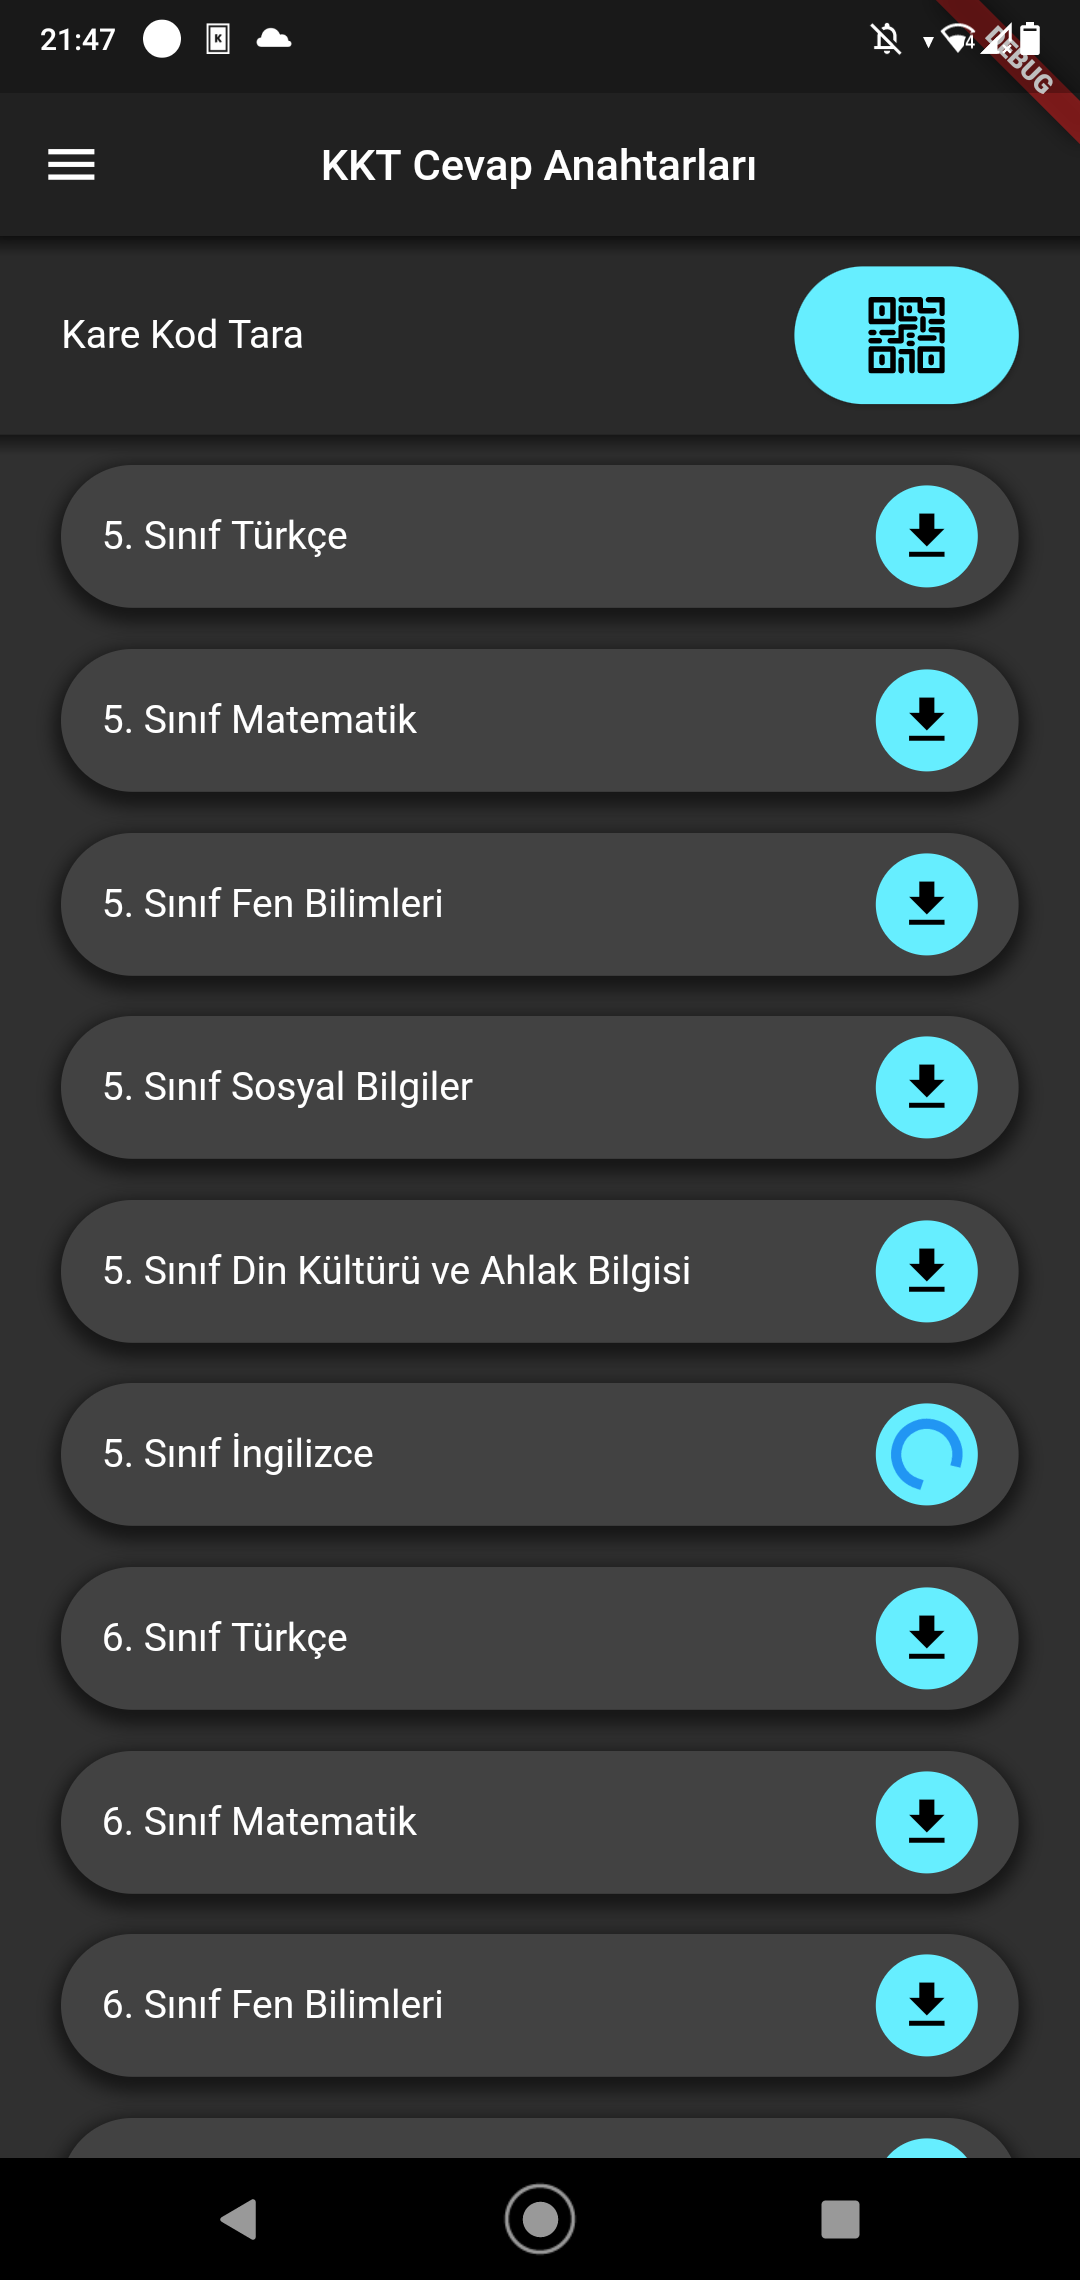 21:47
K
4
DEBUG
KKT Cevap Anahtarları
Kare Kod Tara
5. Sınıf Türkçe
5. Sınıf Matematik
5. Sınıf Fen Bilimleri
5. Sınıf Sosyal Bilgiler
5. Sınıf Din Kültürü ve Ahlak Bilgisi
5. Sınıf İngilizce
6. Sınıf Türkçe
6. Sınıf Matematik
6. Sınıf Fen Bilimleri